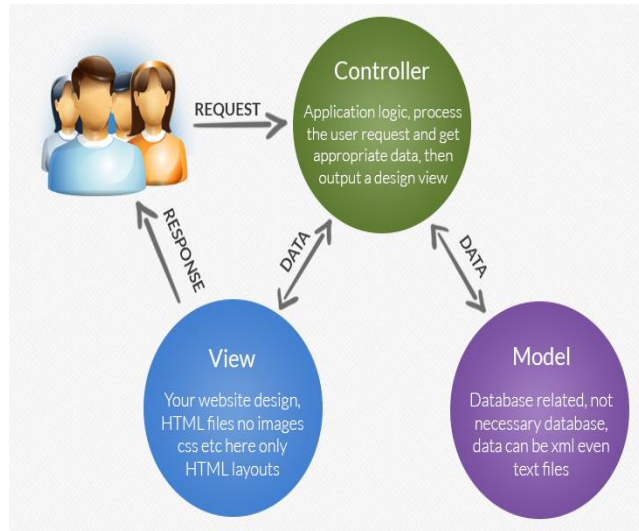 Controller
REQUEST
Application logic, process
the user request and get
appropriate data, then
output a design view
RESPONSE
DATA
DATA
View
Your website design,
HTML files no images
css etc here only
HTML layouts
Model
Database related, not
necessary database,
data can be xml even
text files